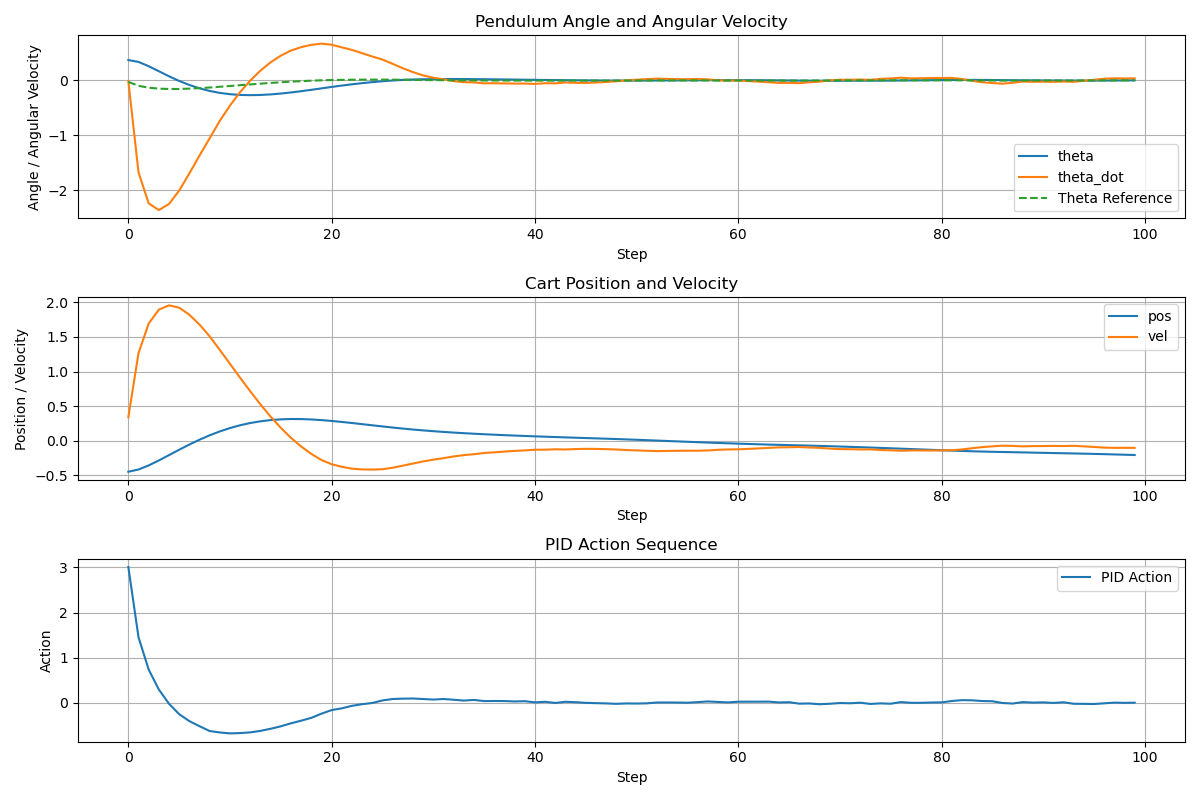 Pendulum Angle and Angular Velocity
Angle / Angular Velocity
0
−1
−2
theta
theta_dot
Theta Reference
0 20 40 60 80 100
Step
Cart Position and Velocity
Position / Velocity
2.0
1.5
1.0
0.5
0.0
−0.5
pos
vel
0 20 40 60 80 100
Step
PID Action Sequence
Action
3
2
1
0
PID Action
0 20 40 60 80 100
Step